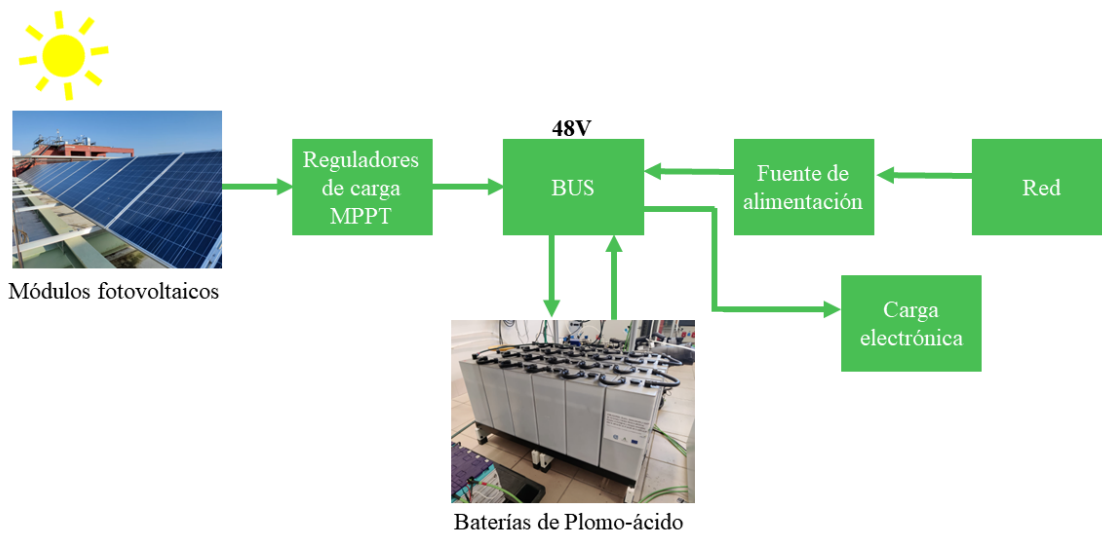 48V
Reguladores
de carga
MPPT
BUS
Fuente de
alimentación
Red
Módulos fotovoltaicos
Carga
electrónica
Baterías de Plomo-ácido